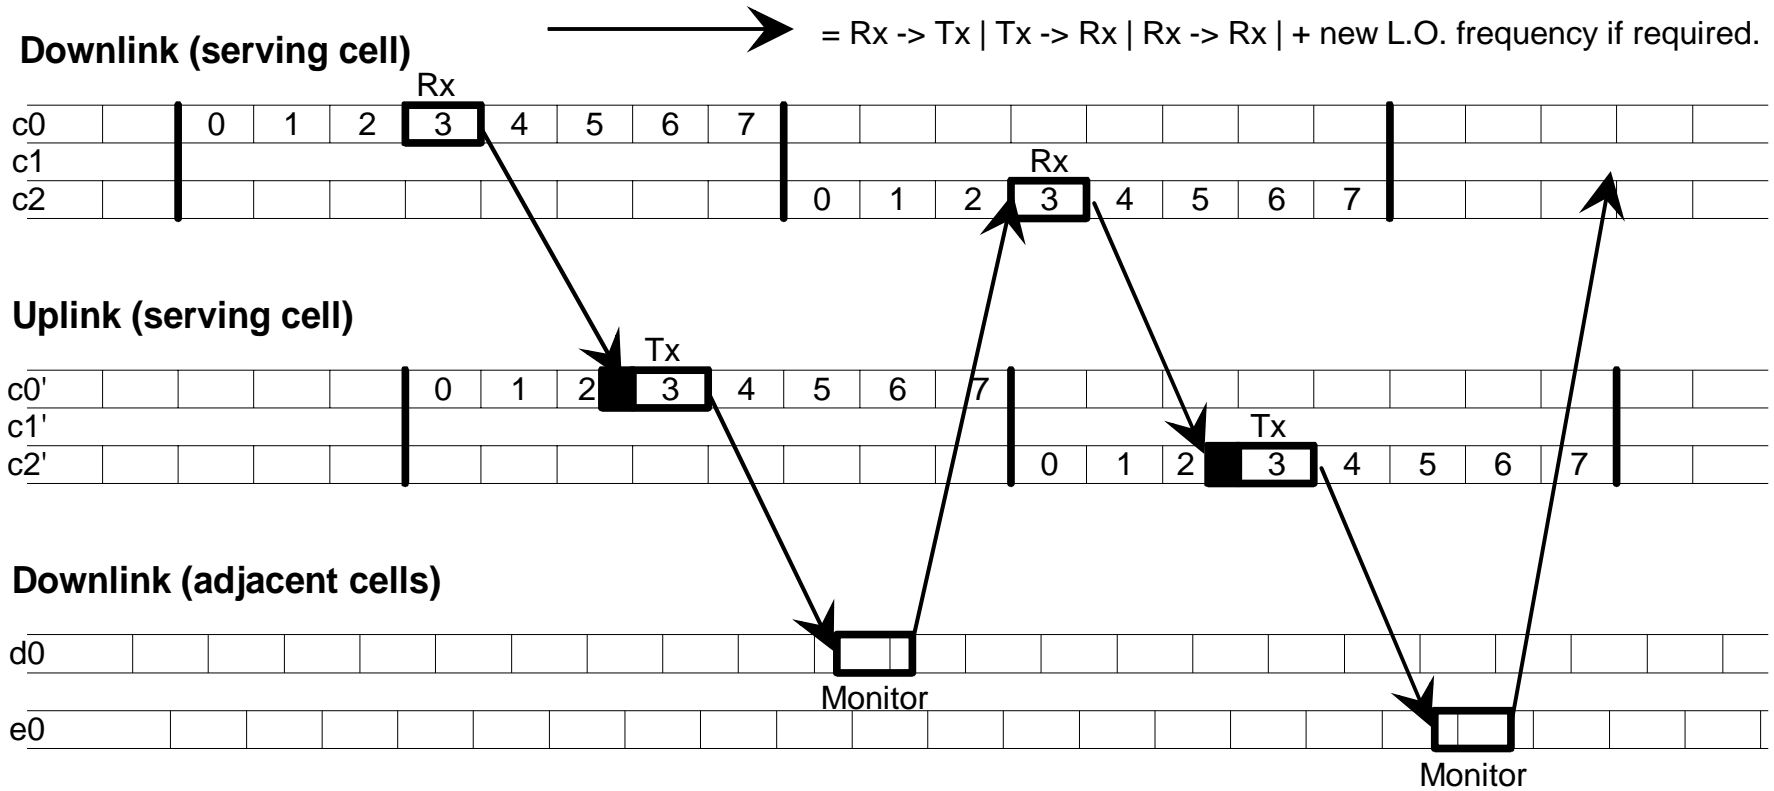 = Rx -> Tx | Tx -> Rx | Rx -> Rx | + new L.O. frequency if required.
Downlink (serving cell)
Rx
c0 0 1 2 3 4 5 6 7
c1 Rx
c2 0 1 2 3 4 5 6 7
Uplink (serving cell)
Tx
c0' 0 1 2 3 4 5 6 7
c1' Tx
c2' 0 1 2 3 4 5 6 7
Downlink (adjacent cells)
d0
Monitor
e0
Monitor